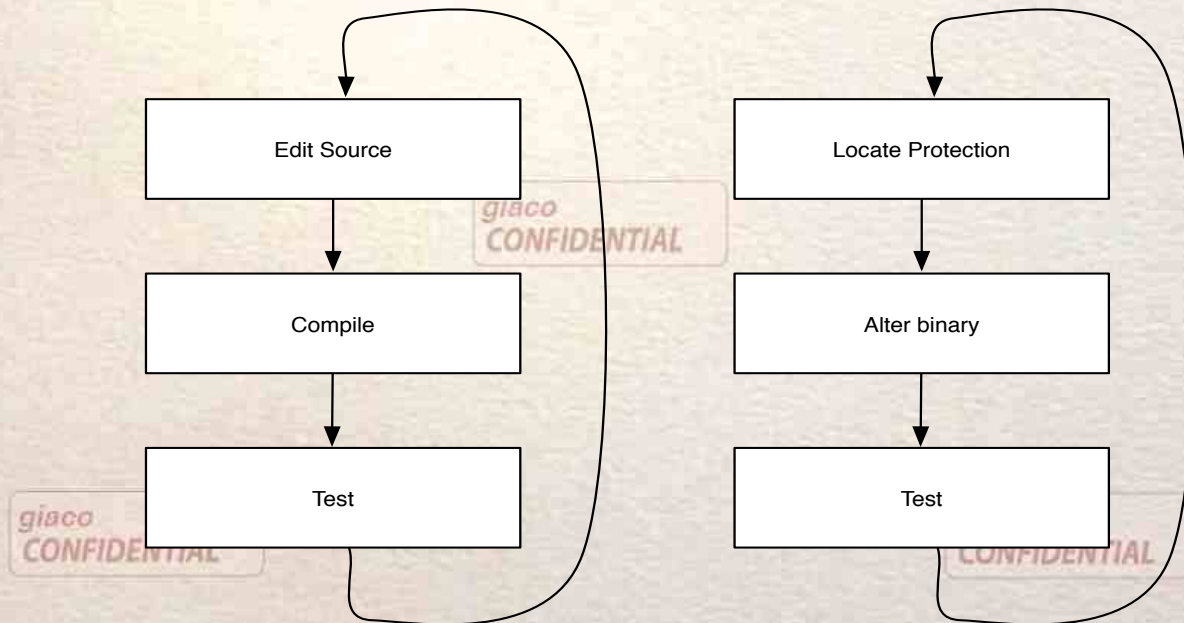 Edit Source
Locate Protection
giaco
CONFIDENTIAL
Compile
Alter binary
Test
Test
giaco
CONFIDENTIAL
CONFIDENTIAL